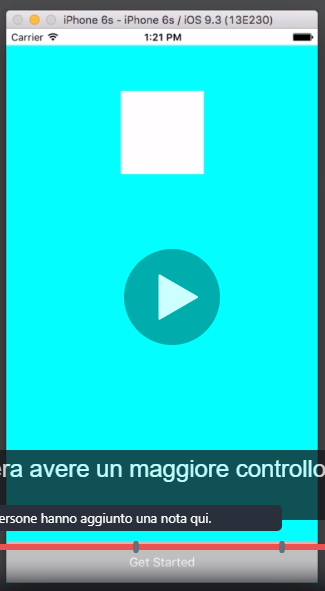 iPhone 6s - iPhone 6s / iOS 9.3 (13E230)
Carrier 1:21 PM
era avere un maggiore controllo
ersone hanno aggiunto una nota qui.
Get Started